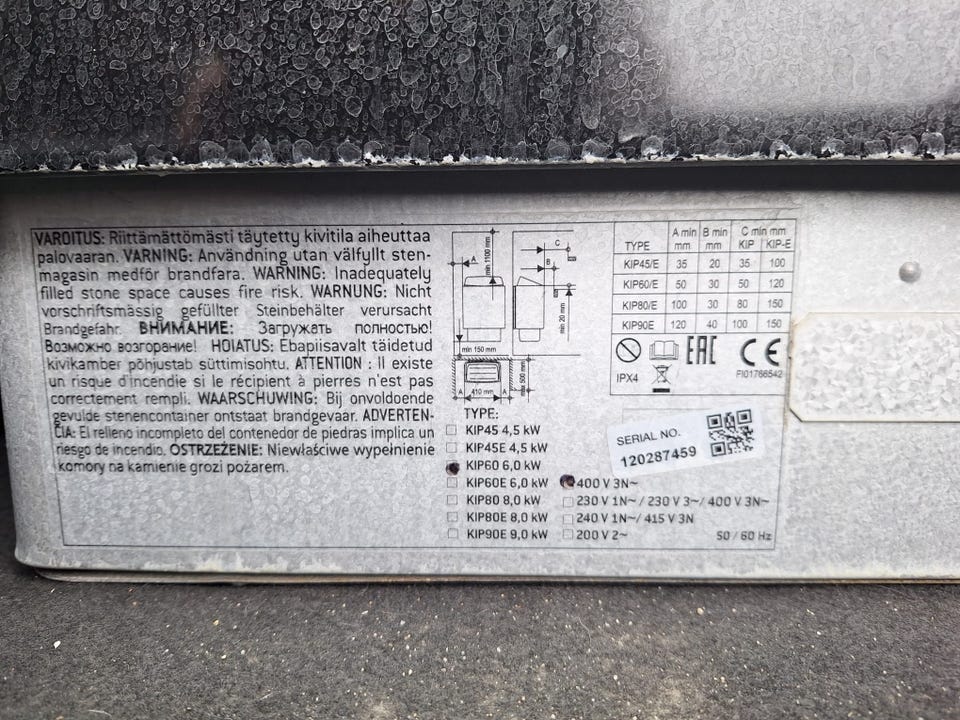 VAROITUS: Riittämättömästi täytetty kivitila aiheuttaa
palovaaran. VARNING: Användning utan välfyllt sten-
magasin medför brandfara. WARNING: Inadequately
filled stone space causes fire risk. WARNUNG: Nicht
vorschriftsmässig gefüllter Steinbehälter verursacht
Brandgefahr. ВНИМАНИЕ: Загружать полностью!
Возможно возгорание! HOIATUS: Ebapiisavalt täidetud
kivikamber põhjustab süttimisohtu. ATTENTION : Il existe
un risque d'incendie si le récipient à pierres n'est pas
correctement rempli. WAARSCHUWING: Bij onvoldoende
gevulde stenencontainer ontstaat brandgevaar. ADVERTEN-
CIA: El relleno incompleto del contenedor de piedras implica un
riesgo de incendio. OSTRZEŻENIE: Niewłaściwe wypełnienie
komory na kamienie grozi pożarem.
A
min 1100 mm
C
B
min 20 mm
min 150 mm
A
410 mm
A
min 500 mm
TYPE A min mm B min mm C min mm KIP KIP-E
KIP45/E 35 20 35 100
KIP60/E 50 30 50 120
KIP80/E 100 30 80 150
KIP90E 120 40 100 150
EAC CE
IPX4
FI01766542
SERIAL NO.
120287459
TYPE:
KIP45 4,5 kW
KIP45E 4,5 kW
KIP60 6,0 kW
KIP60E 6,0 kW 400 V 3N~
KIP80 8,0 kW 230 V 1N~ / 230 V 3~ / 400 V 3N~
KIP80E 8,0 kW 240 V 1N~ / 415 V 3N
KIP90E 9,0 kW 200 V 2~ 50 / 60 Hz